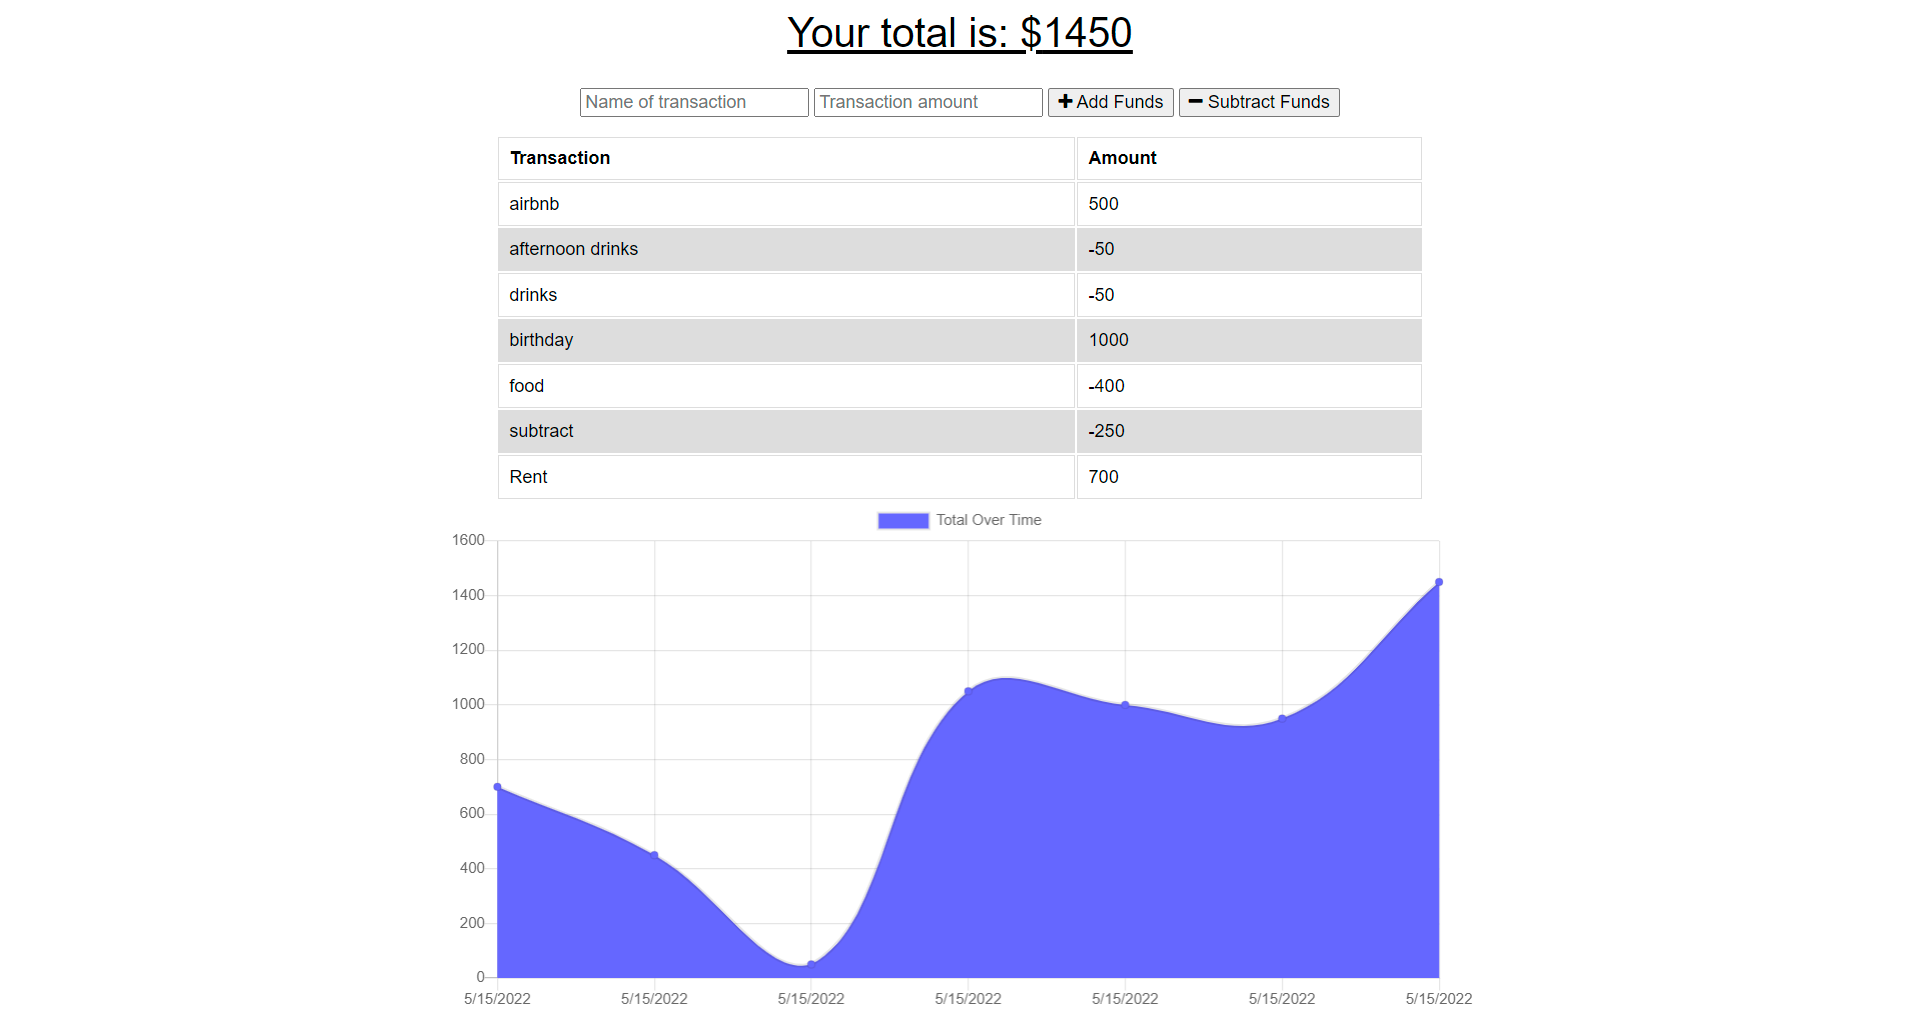 Your total is: $1450
Name of transaction Transaction amount Add Funds Subtract Funds
Transaction Amount
airbnb 500
afternoon drinks -50
drinks -50
birthday 1000
food -400
subtract -250
Rent 700
Total Over Time
1600
1400
1200
1000
800
600
400
200
0
5/15/2022 5/15/2022 5/15/2022 5/15/2022 5/15/2022 5/15/2022 5/15/2022